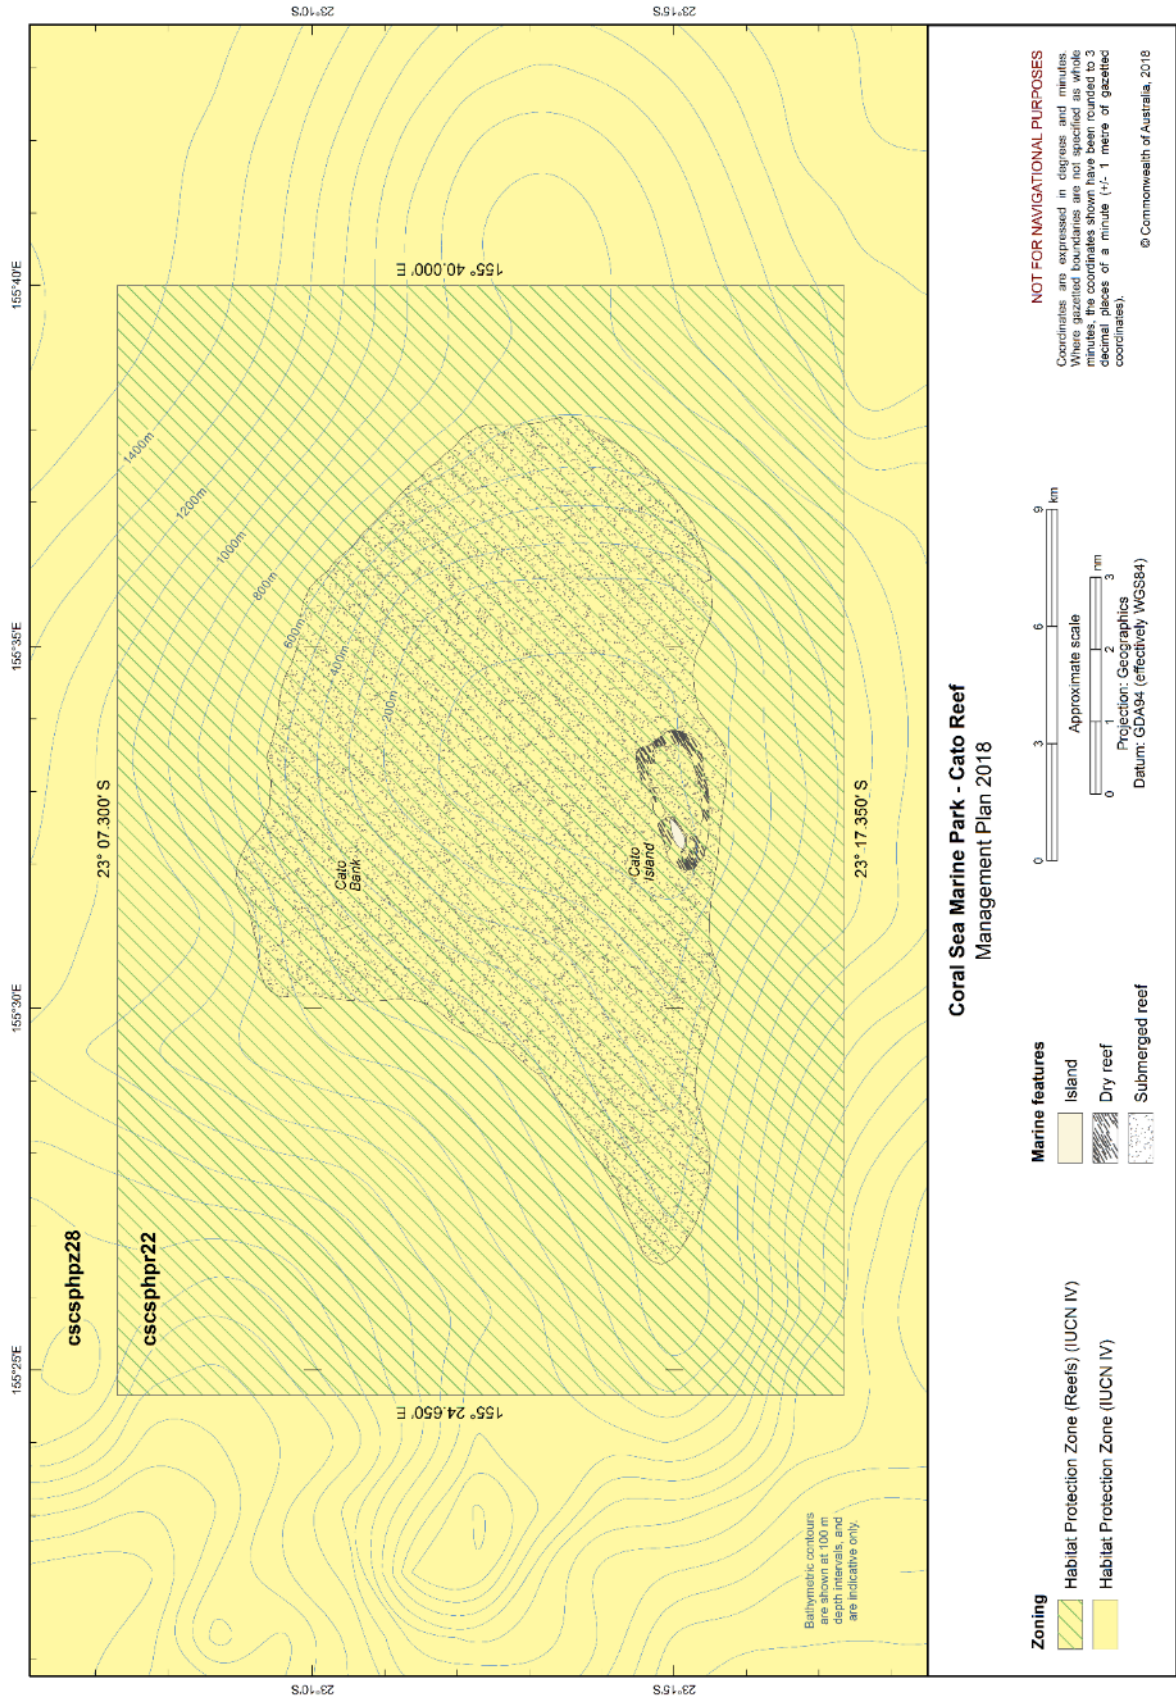 155°25'E
155°30'E
155°35'E
155°40'E
cscsphpz28
23° 07.300' S
cscsphpr22
1400m
1200m
1000m
800m
600m
400m
200m
23°10'S
23°10'S
Cato
Bank
155° 24.650' E
155° 40.000' E
Cato
Island
23°15'S
23°15'S
23° 17.350' S
Bathymetric contours
are shown at 100 m
depth intervals, and
are indicative only.
Coral Sea Marine Park - Cato Reef
Management Plan 2018
Zoning
Habitat Protection Zone (Reefs) (IUCN IV)
Habitat Protection Zone (IUCN IV)
Marine features
Island
Dry reef
Submerged reef
0 3 6 9
km
Approximate scale
nm
0 1 2 3
Projection: Geographics
Datum: GDA94 (effectively WGS84)
NOT FOR NAVIGATIONAL PURPOSES
Coordinates are expressed in degrees and minutes.
Where gazetted boundaries are not specified as whole
minutes, the coordinates shown have been rounded to 3
decimal places of a minute (+/- 1 metre of gazetted
coordinates).
© Commonwealth of Australia, 2018